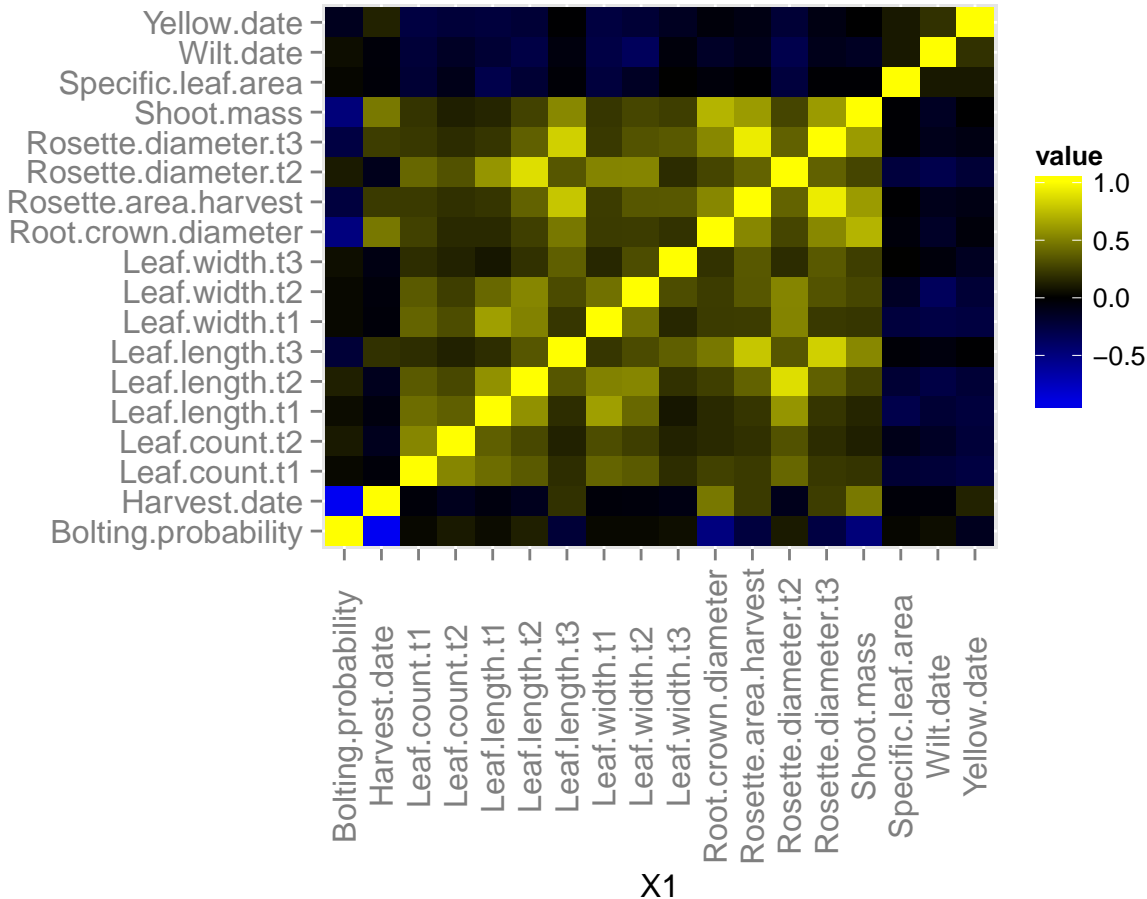 Yellow.date
Wilt.date
Specific.leaf.area
Shoot.mass
Rosette.diameter.t3
Rosette.diameter.t2
Rosette.area.harvest
Root.crown.diameter
Leaf.width.t3
Leaf.width.t2
Leaf.width.t1
Leaf.length.t3
Leaf.length.t2
Leaf.length.t1
Leaf.count.t2
Leaf.count.t1
Harvest.date
Bolting.probability
Bolting.probability
Harvest.date
Leaf.count.t1
Leaf.count.t2
Leaf.length.t1
Leaf.length.t2
Leaf.length.t3
Leaf.width.t1
Leaf.width.t2
Leaf.width.t3
Root.crown.diameter
Rosette.area.harvest
Rosette.diameter.t2
Rosette.diameter.t3
Shoot.mass
Specific.leaf.area
Wilt.date
Yellow.date
X1
value
1.0
0.5
0.0
−0.5